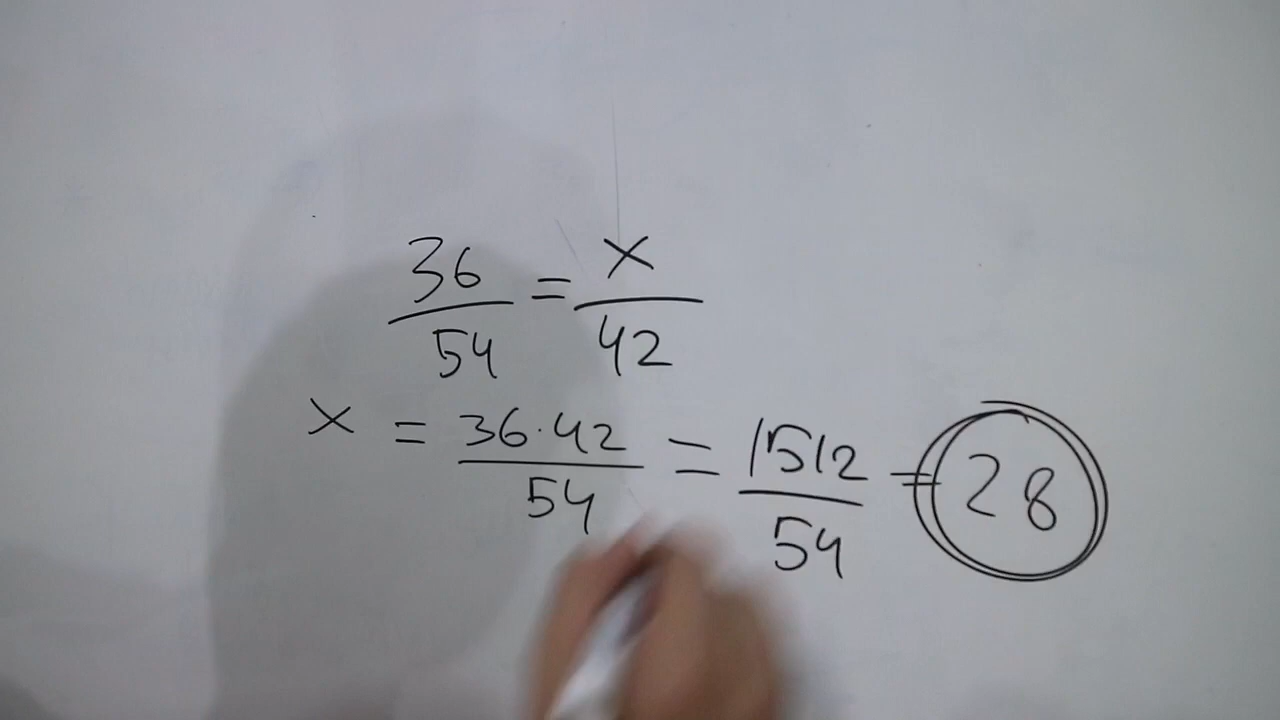 36/54 = x/42
x = 36·42/54 = 1512/54 = 28